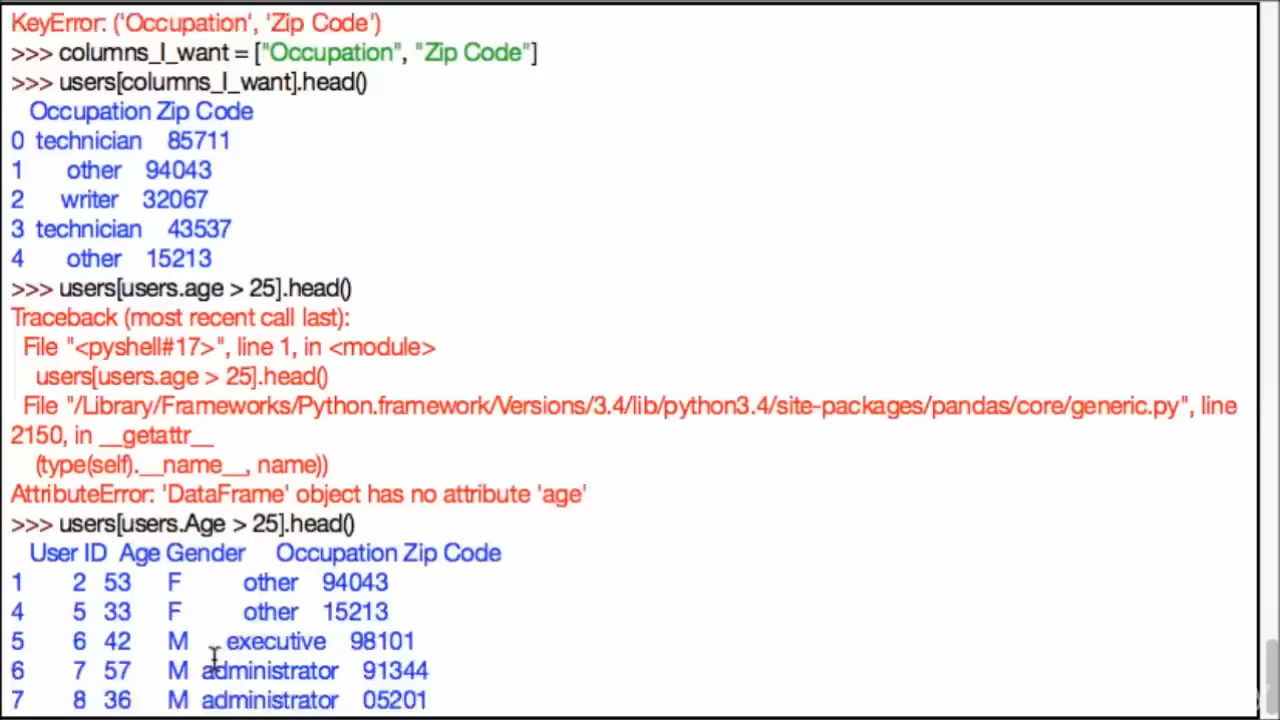 KeyError: ('Occupation', 'Zip Code')
>>> columns_I_want = ["Occupation", "Zip Code"]
>>> users[columns_I_want].head()
Occupation Zip Code
0 technician 85711
1 other 94043
2 writer 32067
3 technician 43537
4 other 15213
>>> users[users.age > 25].head()
Traceback (most recent call last):
File "<pyshell#17>", line 1, in <module>
users[users.age > 25].head()
File "/Library/Frameworks/Python.framework/Versions/3.4/lib/python3.4/site-packages/pandas/core/generic.py", line
2150, in __getattr__
(type(self).__name__, name))
AttributeError: 'DataFrame' object has no attribute 'age'
>>> users[users.Age > 25].head()
User ID Age Gender Occupation Zip Code
1 2 53 F other 94043
4 5 33 F other 15213
5 6 42 M executive 98101
6 7 57 M administrator 91344
7 8 36 M administrator 05201